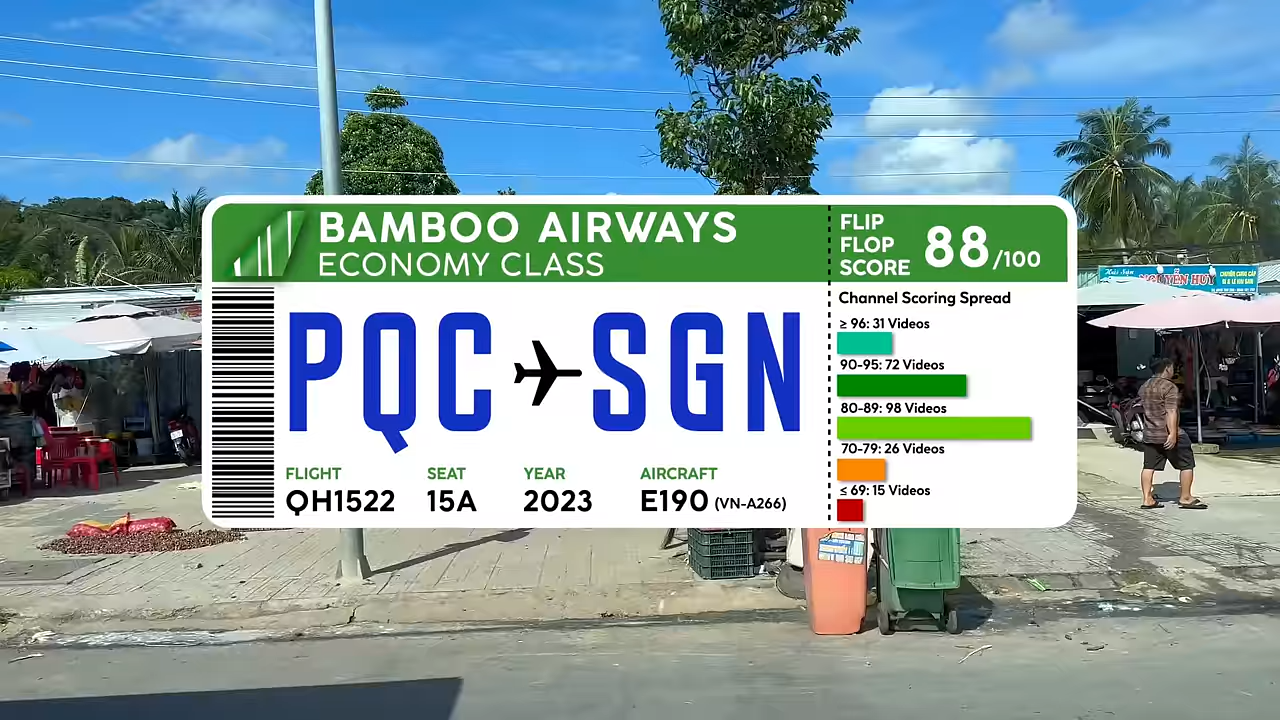 BAMBOO AIRWAYS
ECONOMY CLASS
FLIP
FLOP
SCORE
88/100
PQC SGN
FLIGHT SEAT YEAR AIRCRAFT
QH1522 15A 2023 E190 (VN-A266)
Channel Scoring Spread
≥ 96: 31 Videos
90-95: 72 Videos
80-89: 98 Videos
70-79: 26 Videos
≤ 69: 15 Videos
NGUYỄN HUY